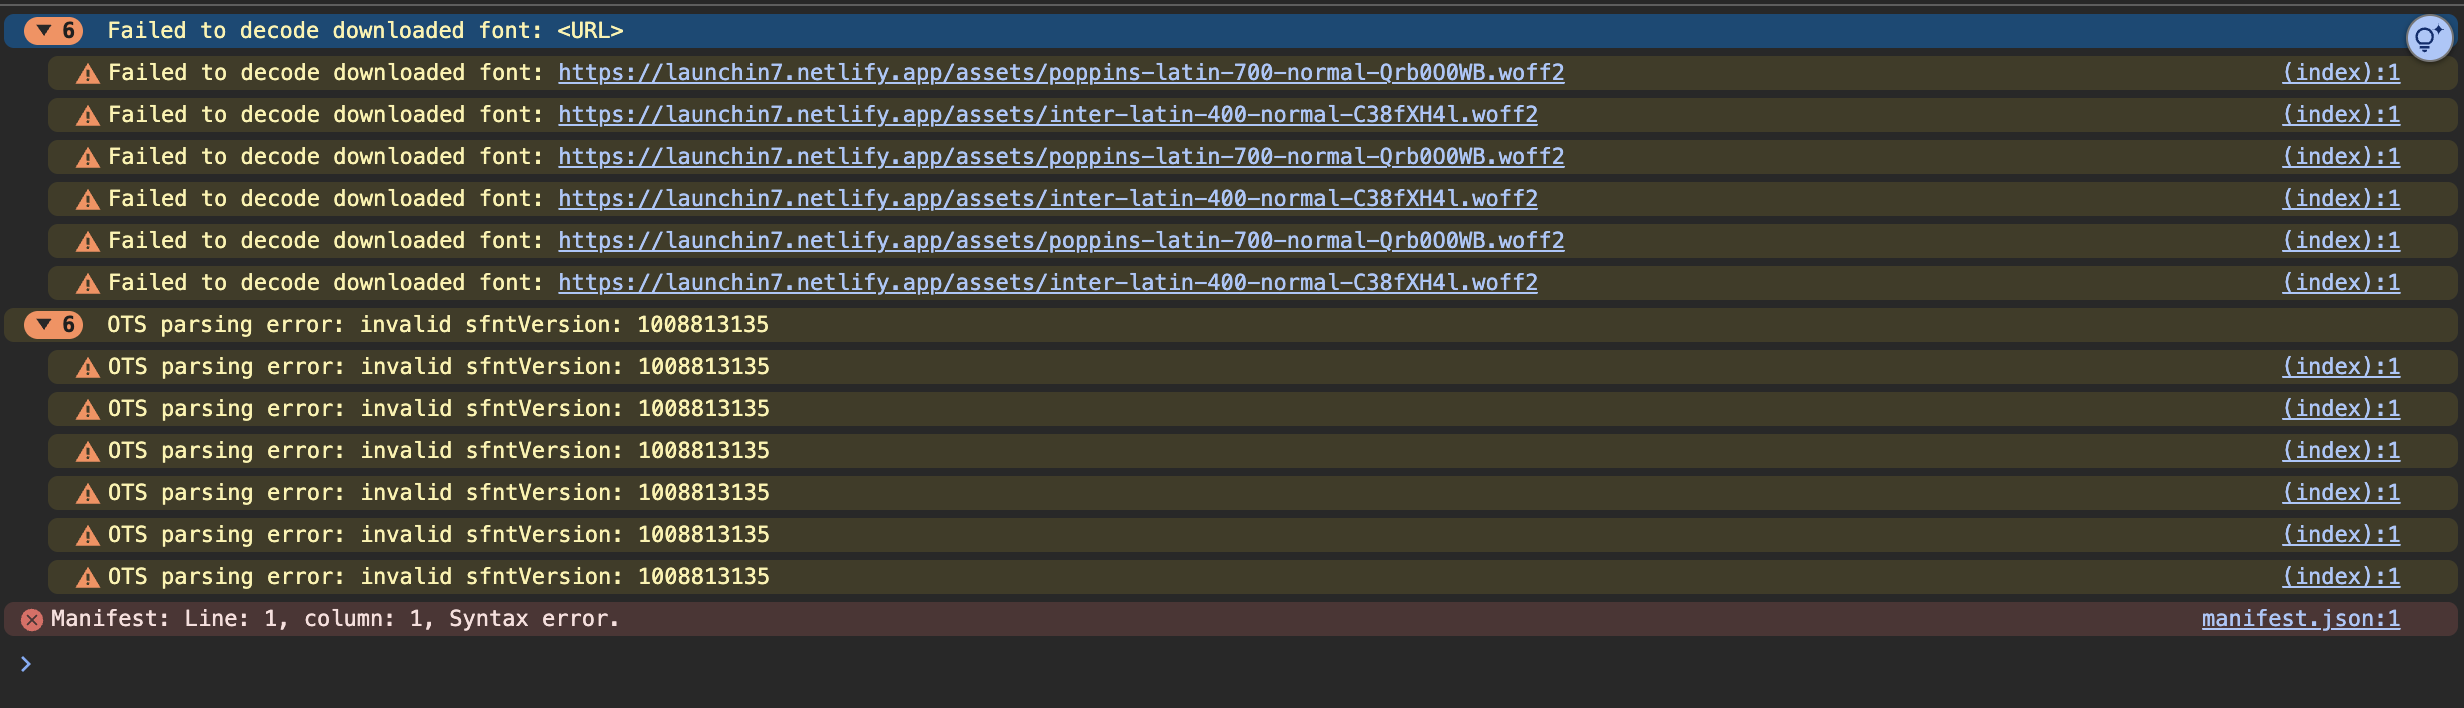 6 Failed to decode downloaded font: <URL>
Failed to decode downloaded font: https://launchin7.netlify.app/assets/poppins-latin-700-normal-Qrb0O0WB.woff2 (index):1
Failed to decode downloaded font: https://launchin7.netlify.app/assets/inter-latin-400-normal-C38fXH4l.woff2 (index):1
Failed to decode downloaded font: https://launchin7.netlify.app/assets/poppins-latin-700-normal-Qrb0O0WB.woff2 (index):1
Failed to decode downloaded font: https://launchin7.netlify.app/assets/inter-latin-400-normal-C38fXH4l.woff2 (index):1
Failed to decode downloaded font: https://launchin7.netlify.app/assets/poppins-latin-700-normal-Qrb0O0WB.woff2 (index):1
Failed to decode downloaded font: https://launchin7.netlify.app/assets/inter-latin-400-normal-C38fXH4l.woff2 (index):1
6 OTS parsing error: invalid sfntVersion: 1008813135
OTS parsing error: invalid sfntVersion: 1008813135 (index):1
OTS parsing error: invalid sfntVersion: 1008813135 (index):1
OTS parsing error: invalid sfntVersion: 1008813135 (index):1
OTS parsing error: invalid sfntVersion: 1008813135 (index):1
OTS parsing error: invalid sfntVersion: 1008813135 (index):1
OTS parsing error: invalid sfntVersion: 1008813135 (index):1
Manifest: Line: 1, column: 1, Syntax error. manifest.json:1